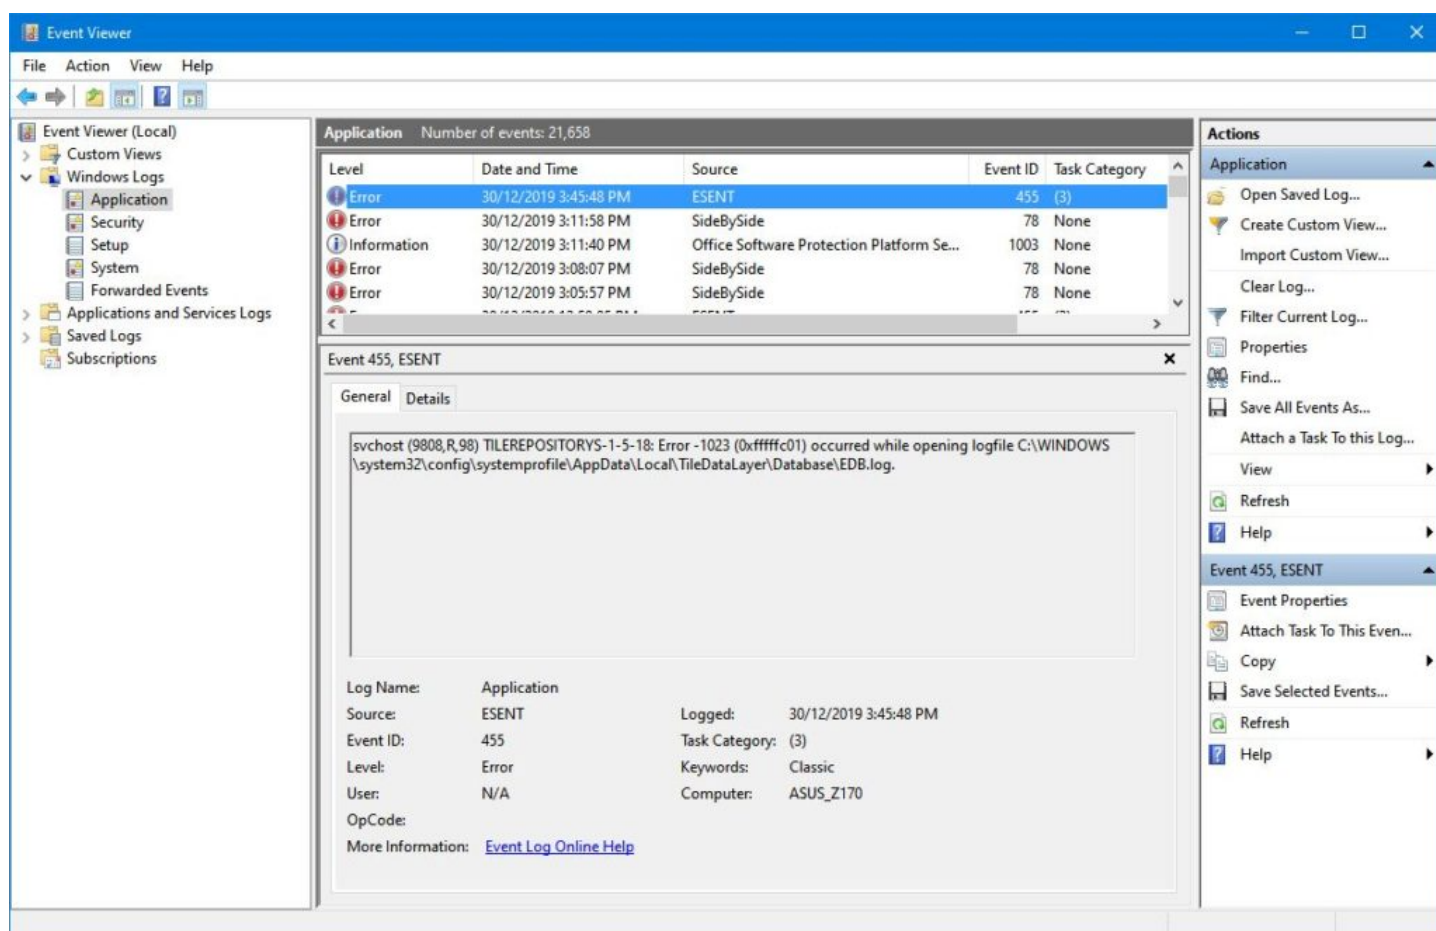 Event Viewer
File Action View Help
Event Viewer (Local)
Custom Views
Windows Logs
Application
Security
Setup
System
Forwarded Events
Applications and Services Logs
Saved Logs
Subscriptions
Application Number of events: 21,658
Level Date and Time Source Event ID Task Category
Error 30/12/2019 3:45:48 PM ESENT 455 (3)
Error 30/12/2019 3:11:58 PM SideBySide 78 None
Information 30/12/2019 3:11:40 PM Office Software Protection Platform Se... 1003 None
Error 30/12/2019 3:08:07 PM SideBySide 78 None
Error 30/12/2019 3:05:57 PM SideBySide 78 None
Event 455, ESENT
General Details
svchost (9808,R,98) TILEREPOSITORYS-1-5-18: Error -1023 (0xfffffc01) occurred while opening logfile C:\WINDOWS
\system32\config\systemprofile\AppData\Local\TileDataLayer\Database\EDB.log.
Log Name: Application
Source: ESENT Logged: 30/12/2019 3:45:48 PM
Event ID: 455 Task Category: (3)
Level: Error Keywords: Classic
User: N/A Computer: ASUS_Z170
OpCode:
More Information: Event Log Online Help
Actions
Application
Open Saved Log...
Create Custom View...
Import Custom View...
Clear Log...
Filter Current Log...
Properties
Find...
Save All Events As...
Attach a Task To this Log...
View
Refresh
Help
Event 455, ESENT
Event Properties
Attach Task To This Even...
Copy
Save Selected Events...
Refresh
Help